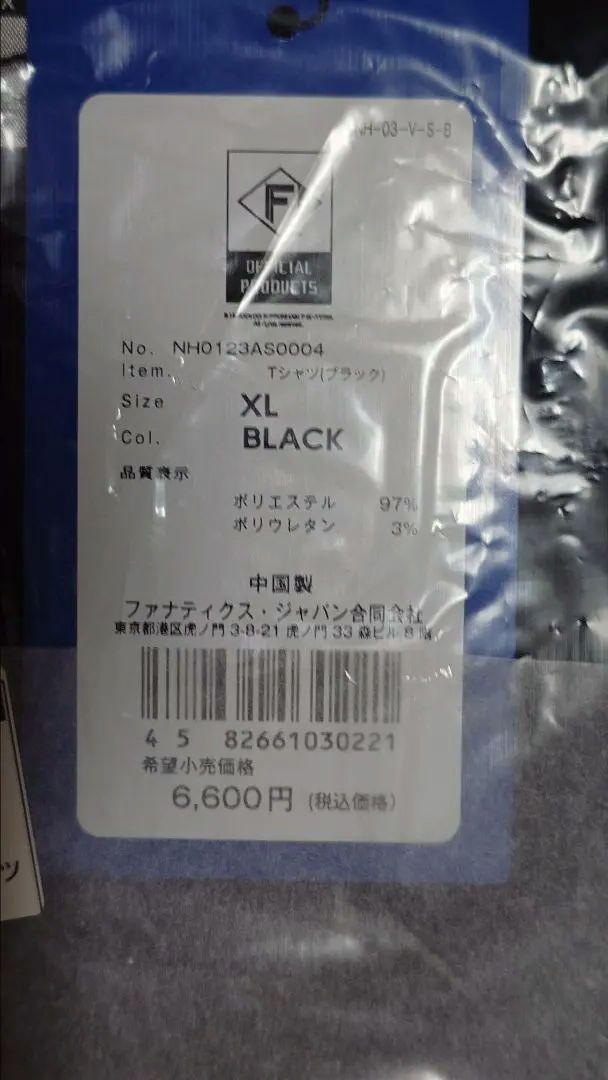 H-03-V-S-B
F
OFFICIAL
PRODUCTS
No. NH0123AS0004
Item. Tシャツ(ブラック)
Size XL
Col. BLACK
品質表示
ポリエステル 97%
ポリウレタン 3%
中国製
ファナティクス・ジャパン合同会社
東京都港区虎ノ門 3-8-21 虎ノ門 33 森ビル 8 階
4 5 82661030221
希望小売価格
6,600円 (税込価格)
ツ